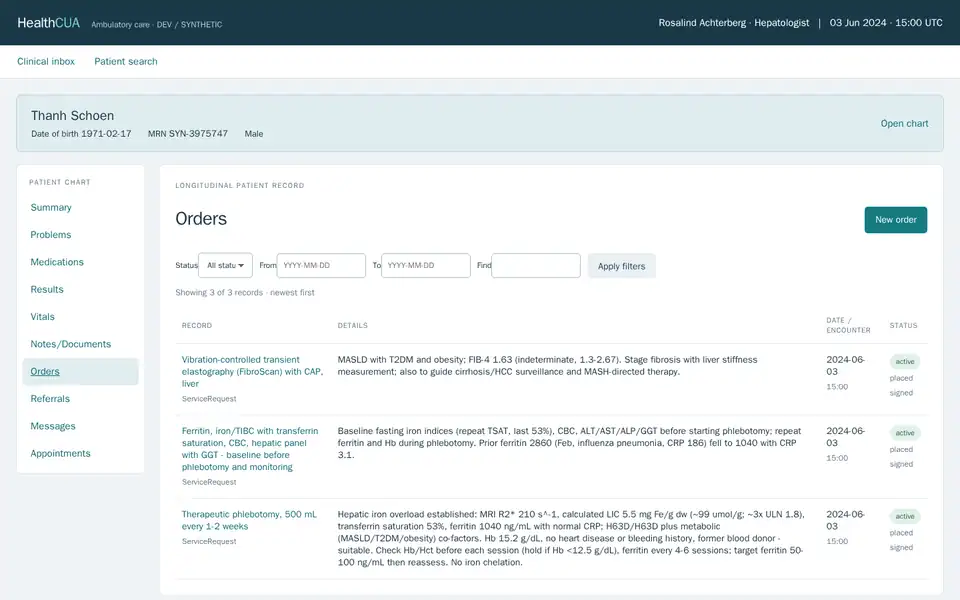 HealthCUA Ambulatory care · DEV / SYNTHETIC
Rosalind Achterberg · Hepatologist | 03 Jun 2024 · 15:00 UTC
Clinical inbox Patient search
Thanh Schoen
Date of birth 1971-02-17 MRN SYN-3975747 Male
Open chart
PATIENT CHART
Summary
Problems
Medications
Results
Vitals
Notes/Documents
Orders
Referrals
Messages
Appointments
LONGITUDINAL PATIENT RECORD
Orders
New order
Status All statu From YYYY-MM-DD To YYYY-MM-DD Find Apply filters
Showing 3 of 3 records · newest first
RECORD DETAILS DATE / ENCOUNTER STATUS
Vibration-controlled transient
elastography (FibroScan) with CAP,
liver
ServiceRequest
MASLD with T2DM and obesity; FIB-4 1.63 (indeterminate, 1.3-2.67). Stage fibrosis with liver stiffness
measurement; also to guide cirrhosis/HCC surveillance and MASH-directed therapy.
2024-06-
03
15:00
active
placed
signed
Ferritin, iron/TIBC with transferrin
saturation, CBC, hepatic panel
with GGT - baseline before
phlebotomy and monitoring
ServiceRequest
Baseline fasting iron indices (repeat TSAT, last 53%), CBC, ALT/AST/ALP/GGT before starting phlebotomy; repeat
ferritin and Hb during phlebotomy. Prior ferritin 2860 (Feb, influenza pneumonia, CRP 186) fell to 1040 with CRP
3.1.
2024-06-
03
15:00
active
placed
signed
Therapeutic phlebotomy, 500 mL
every 1-2 weeks
ServiceRequest
Hepatic iron overload established: MRI R2* 210 s^-1, calculated LIC 5.5 mg Fe/g dw (~99 umol/g; ~3x ULN 1.8),
transferrin saturation 53%, ferritin 1040 ng/mL with normal CRP; H63D/H63D plus metabolic
(MASLD/T2DM/obesity) co-factors. Hb 15.2 g/dL, no heart disease or bleeding history, former blood donor -
suitable. Check Hb/Hct before each session (hold if Hb <12.5 g/dL), ferritin every 4-6 sessions; target ferritin 50-
100 ng/mL then reassess. No iron chelation.
2024-06-
03
15:00
active
placed
signed